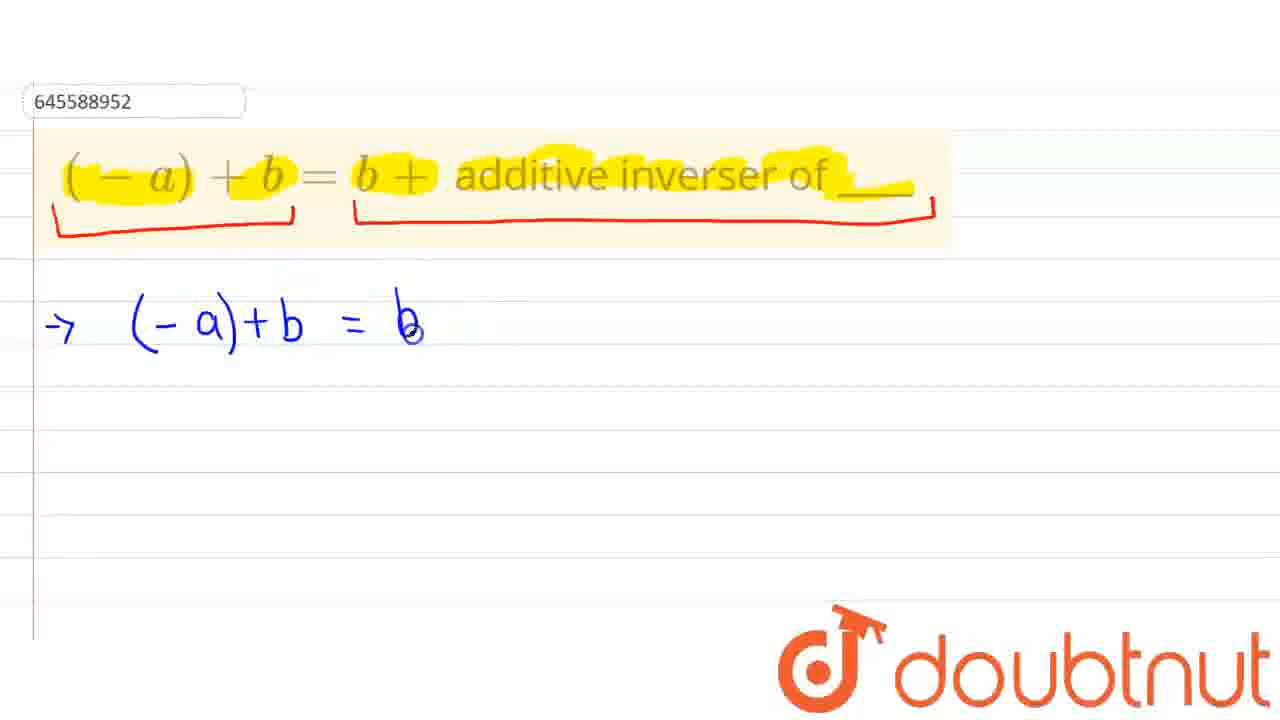 645588952
(−a) + b = b + additive inverser of ____
→ (−a) + b = b
doubtnut